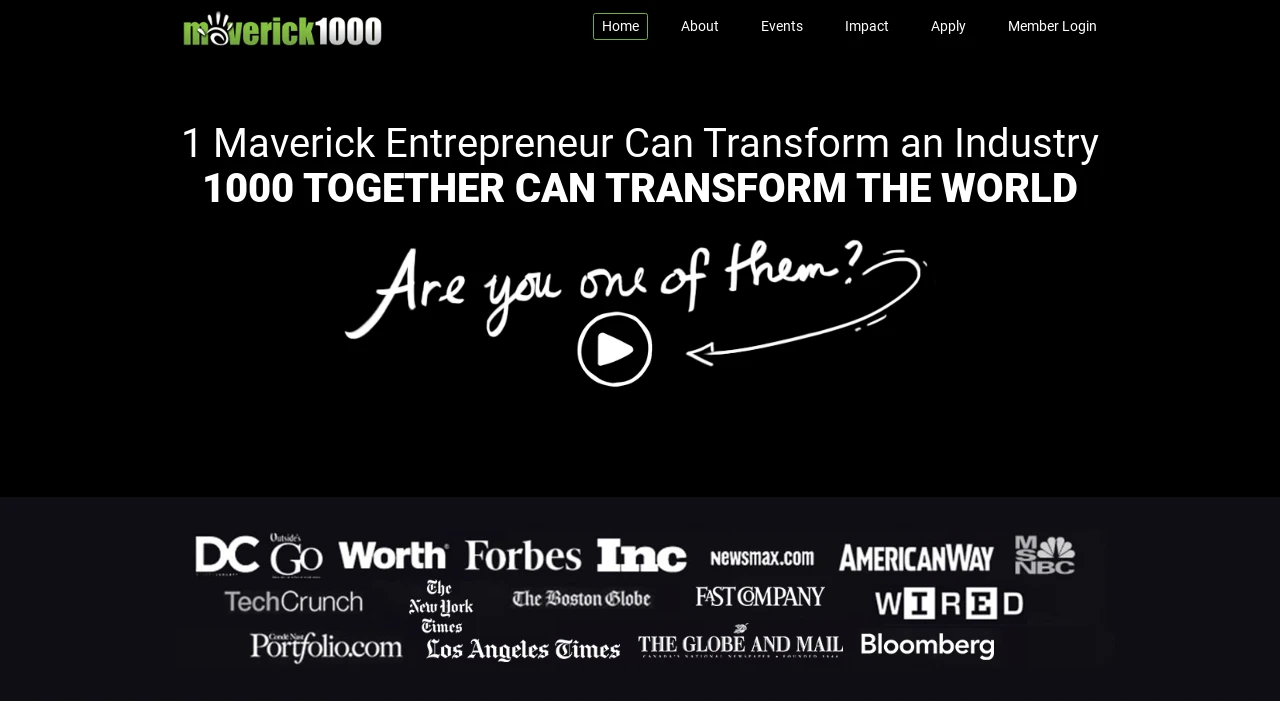 maverick1000
Home About Events Impact Apply Member Login
1 Maverick Entrepreneur Can Transform an Industry
1000 TOGETHER CAN TRANSFORM THE WORLD
Are you one of them?
DC Outside's Go Worth Forbes Inc NEWSMAX.COM AMERICANWAY MSNBC
TechCrunch The New York Times The Boston Globe FAST COMPANY WIRED
Condé Nast Portfolio.com Los Angeles Times THE GLOBE AND MAIL Bloomberg
CANADA'S NATIONAL NEWSPAPER